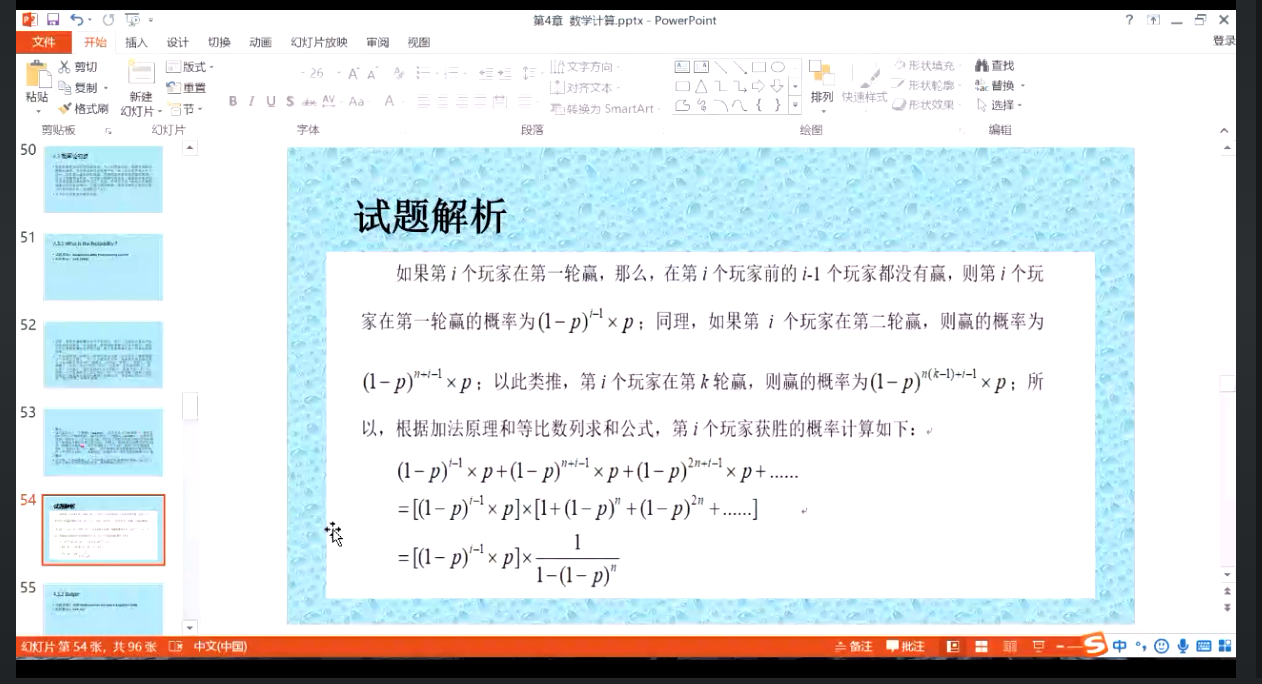 第4章 数学计算.pptx - PowerPoint
?
登录
文件 开始 插入 设计 切换 动画 幻灯片放映 审阅 视图
粘贴 剪切 复制 格式刷
剪贴板
新建 幻灯片 版式 重置 节
幻灯片
26
B I U S abc AV Aa A
字体
文字方向
对齐文本
转换为 SmartArt
段落
排列 快速样式
形状填充
形状轮廓
形状效果
绘图
查找
替换
选择
编辑
50
51
52
53
54
55
试题解析
如果第 i 个玩家在第一轮赢，那么，在第 i 个玩家前的 i-1 个玩家都没有赢，则第 i 个玩
家在第一轮赢的概率为(1-p)^{i-1}×p；同理，如果第 i 个玩家在第二轮赢，则赢的概率为
(1-p)^{n+i-1}×p；以此类推，第 i 个玩家在第 k 轮赢，则赢的概率为(1-p)^{n(k-1)+i-1}×p；所
以，根据加法原理和等比数列求和公式，第 i 个玩家获胜的概率计算如下：
(1-p)^{i-1}×p+(1-p)^{n+i-1}×p+(1-p)^{2n+i-1}×p+......
=[(1-p)^{i-1}×p]×[1+(1-p)^{n}+(1-p)^{2n}+......]
=[(1-p)^{i-1}×p]×\frac{1}{1-(1-p)^{n}}
幻灯片 第 54 张，共 96 张 中文(中国) 备注 批注 中